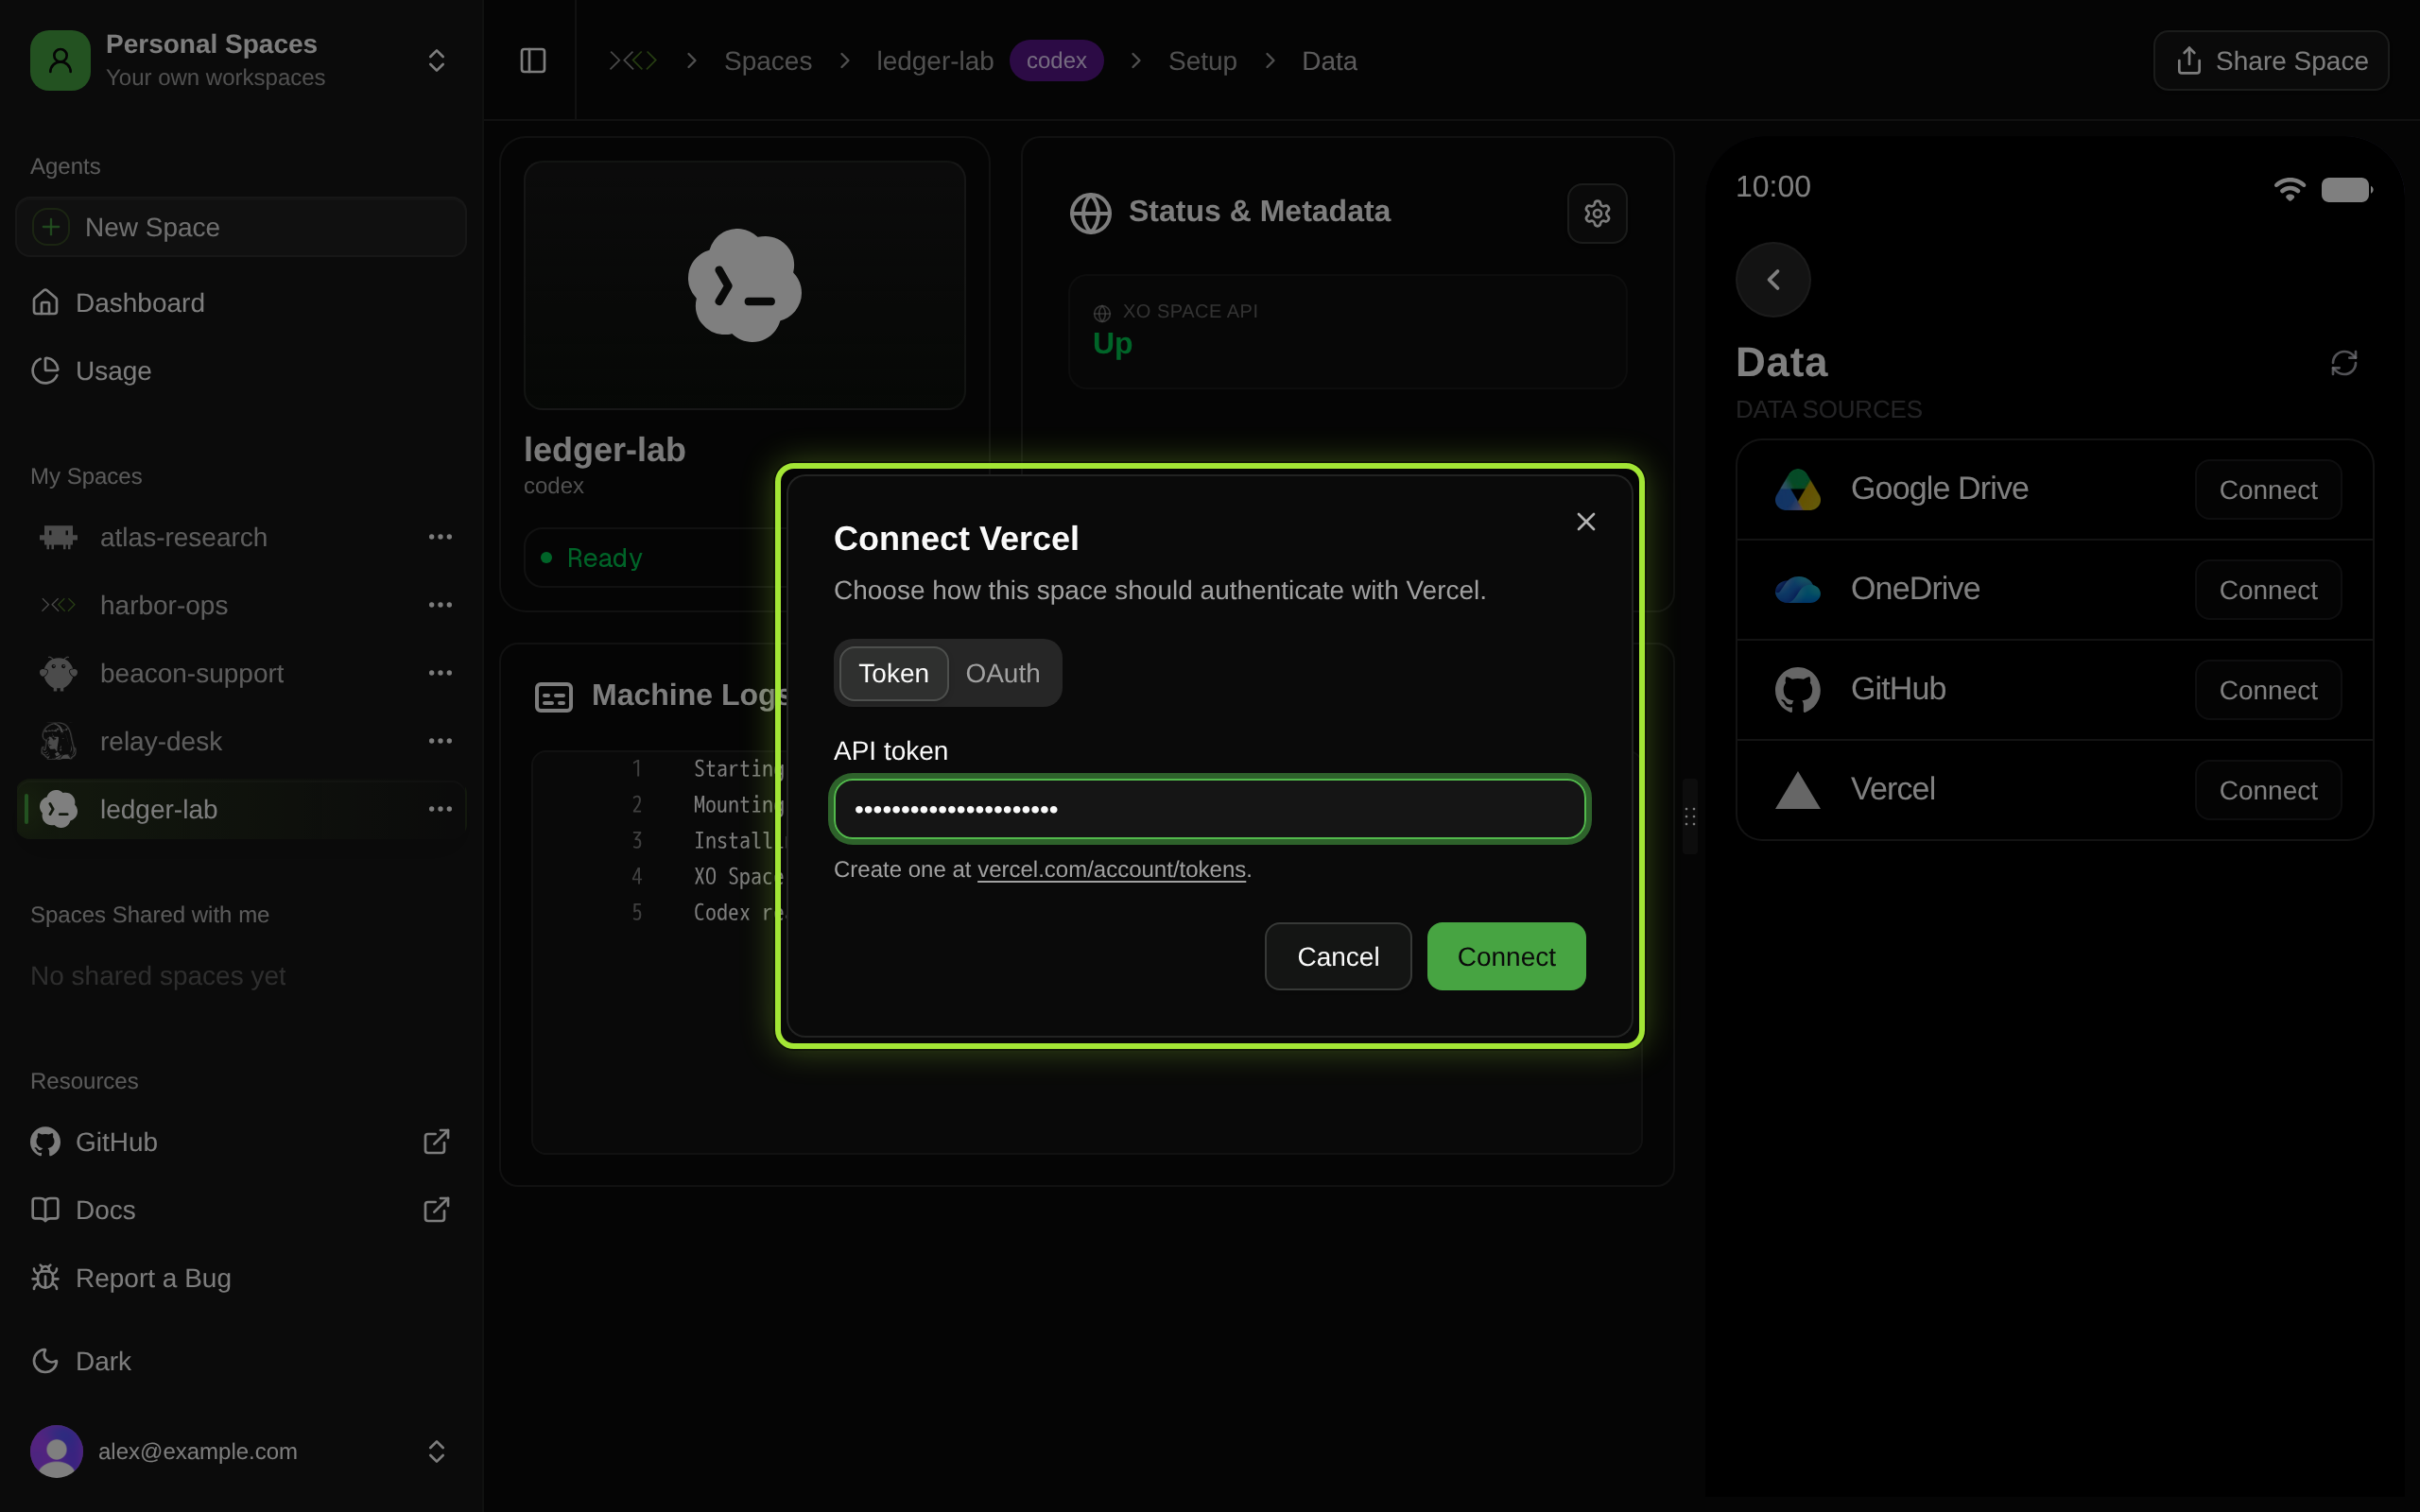 Personal Spaces
Your own workspaces
Agents
New Space
Dashboard
Usage
My Spaces
atlas-research
harbor-ops
beacon-support
relay-desk
ledger-lab
Spaces Shared with me
No shared spaces yet
Resources
GitHub
Docs
Report a Bug
Dark
alex@example.com
Spaces
ledger-lab
codex
Setup
Data
Share Space
ledger-lab
codex
Ready
Status & Metadata
XO SPACE API
Up
Machine Logs
1 Starting
2 Mounting
3
4 XO Space
5 Codex
Connect Vercel
Choose how this space should authenticate with Vercel.
Token OAuth
API token
••••••••••••••••••••••
Create one at vercel.com/account/tokens.
Cancel
Connect
10:00
Data
DATA SOURCES
Google Drive Connect
OneDrive Connect
GitHub Connect
Vercel Connect